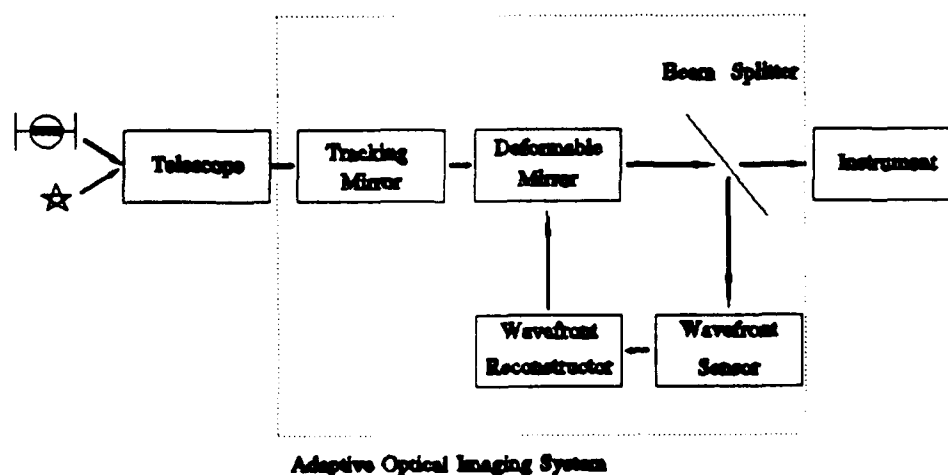 Beam Splitter
Telescope
Tracking
Mirror
Deformable
Mirror
Instrument
Wavefront
Reconstructor
Wavefront
Sensor
Adaptive Optical Imaging System